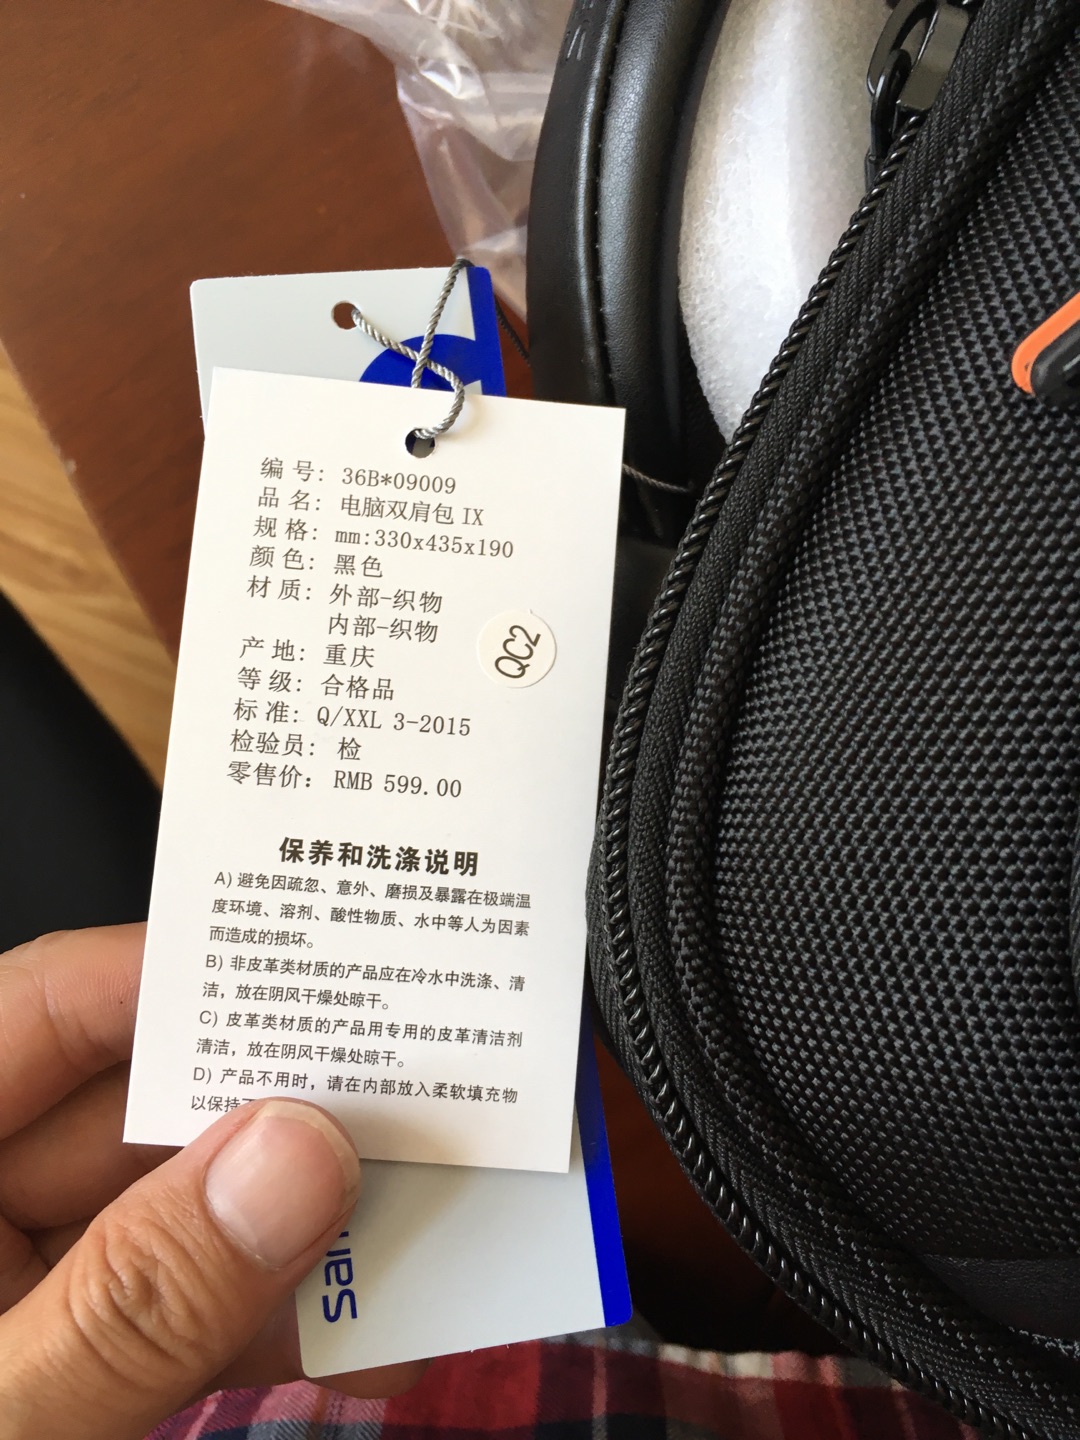 编 号: 36B*09009
品 名: 电脑双肩包 IX
规 格: mm:330x435x190
颜 色: 黑色
材 质: 外部-织物
内部-织物
产 地: 重庆
等 级: 合格品
标 准: Q/XXL 3-2015
检验员: 检
零售价: RMB 599.00
QC2
保养和洗涤说明
A) 避免因疏忽、意外、磨损及暴露在极端温
度环境、溶剂、酸性物质、水中等人为因素
而造成的损坏。
B) 非皮革类材质的产品应在冷水中洗涤、清
洁，放在阴风干燥处晾干。
C) 皮革类材质的产品用专用的皮革清洁剂
清洁，放在阴风干燥处晾干。
D) 产品不用时，请在内部放入柔软填充物
以保持
Sam